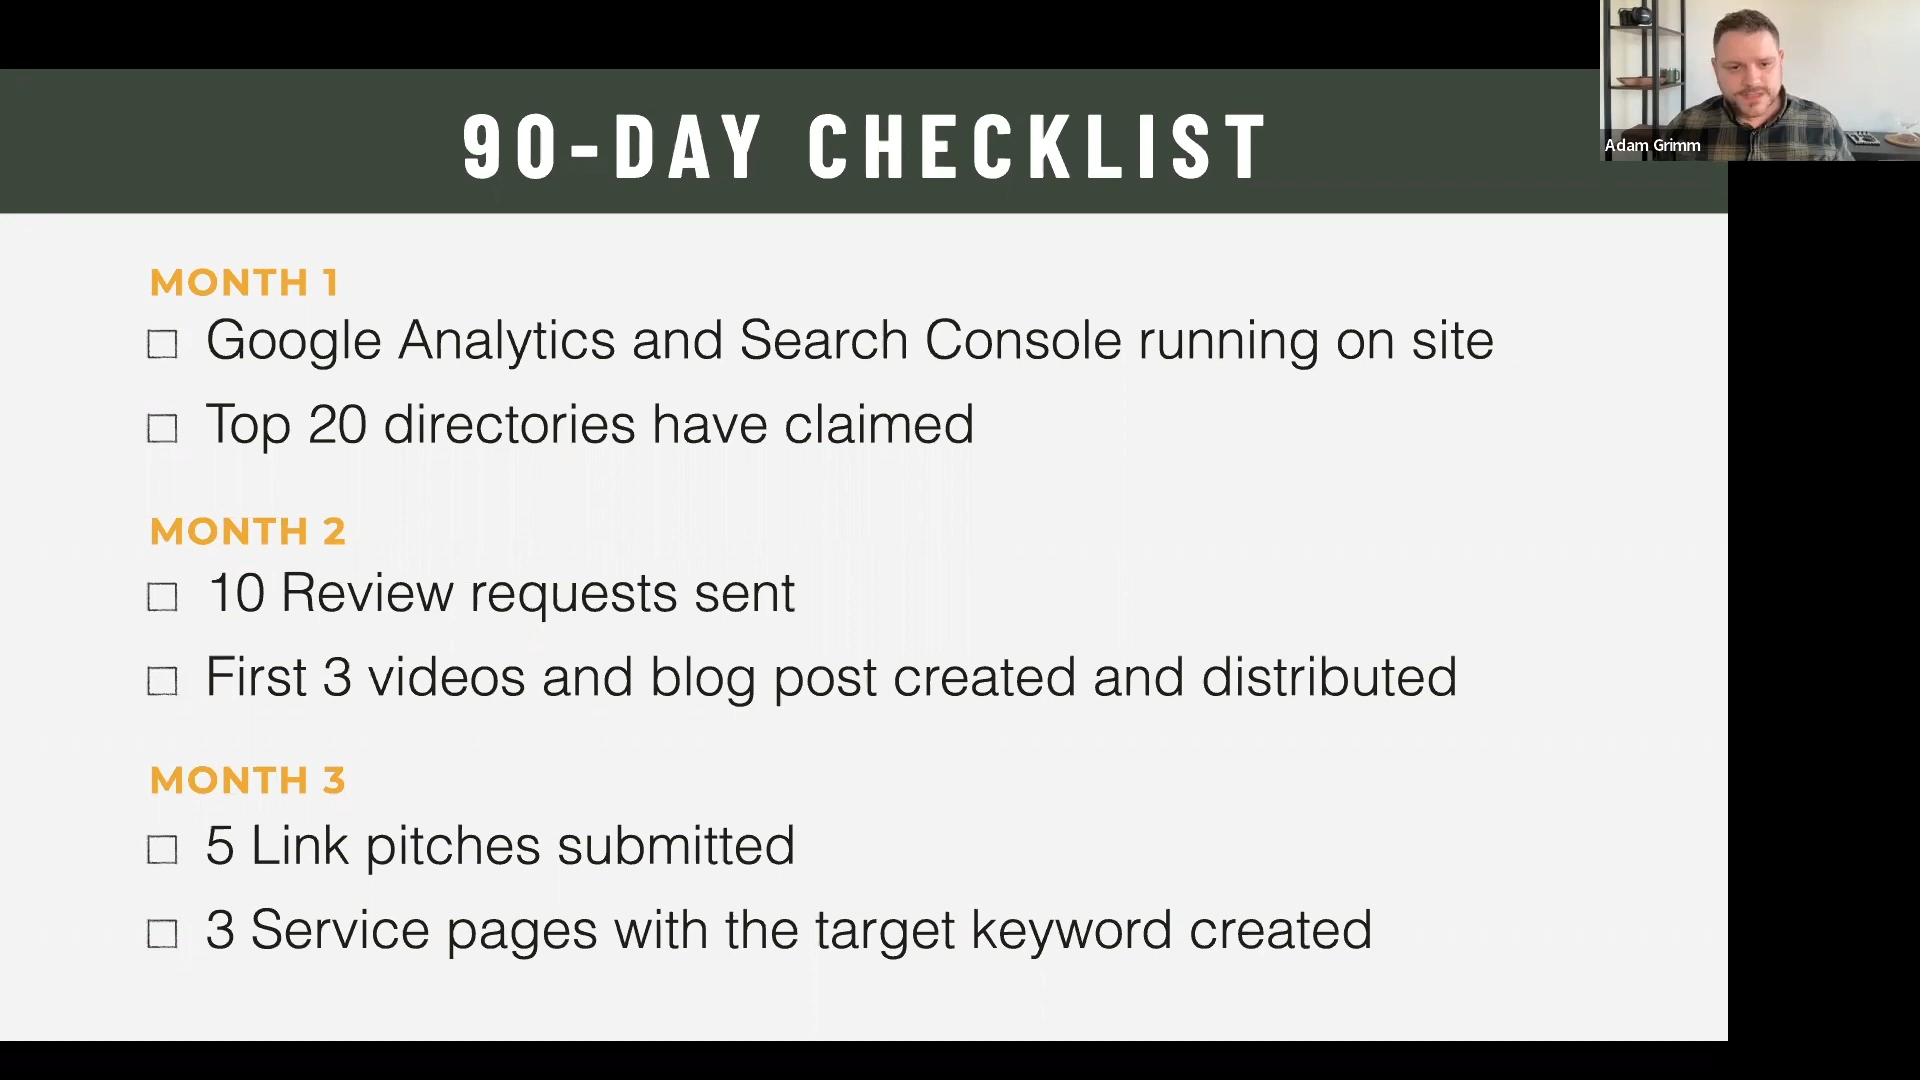 90-DAY CHECKLIST
Adam Grimm
MONTH 1
Google Analytics and Search Console running on site
Top 20 directories have claimed
MONTH 2
10 Review requests sent
First 3 videos and blog post created and distributed
MONTH 3
5 Link pitches submitted
3 Service pages with the target keyword created